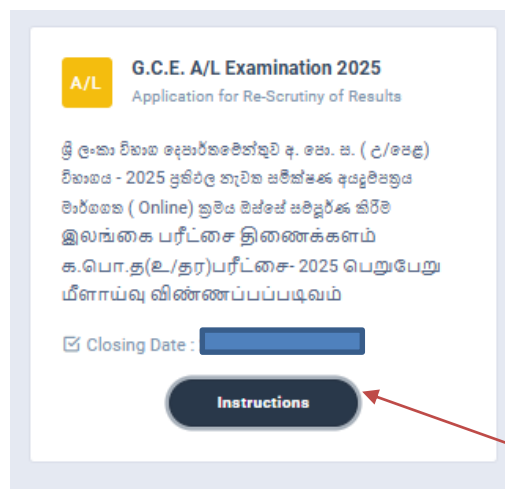 A/L
G.C.E. A/L Examination 2025
Application for Re-Scrutiny of Results
ශ්‍රී ලංකා විභාග දෙපාර්තමේන්තුව අ. පො. ස. ( උ/පෙළ)
විභාගය - 2025 ප්‍රතිඵල නැවත සමීක්ෂණ අයදුම්පත්‍රය
මාර්ගගත ( Online) ක්‍රමය ඔස්සේ සම්පූර්ණ කිරීම
இலங்கை பரீட்சை திணைக்களம்
க.பொ.த(உ/தர)பரீட்சை- 2025 பெறுபேறு
மீளாய்வு விண்ணப்பப்படிவம்
Closing Date :
Instructions